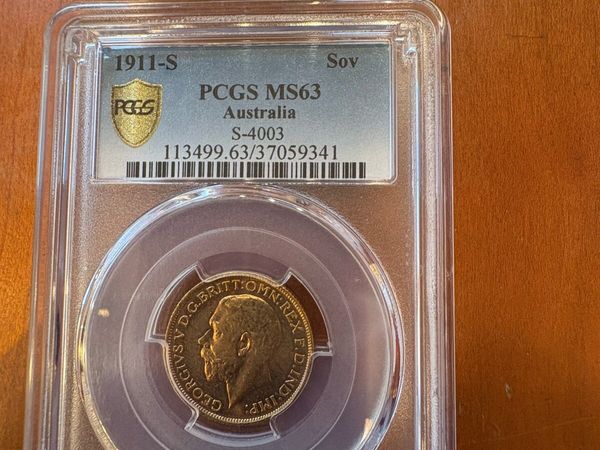 1911-S Sov
PCGS PCGS MS63
Australia
S-4003
113499.63/37059341
GEORGIVS V D.G.BRITT:OMN:REX F.D.IND:IMP: